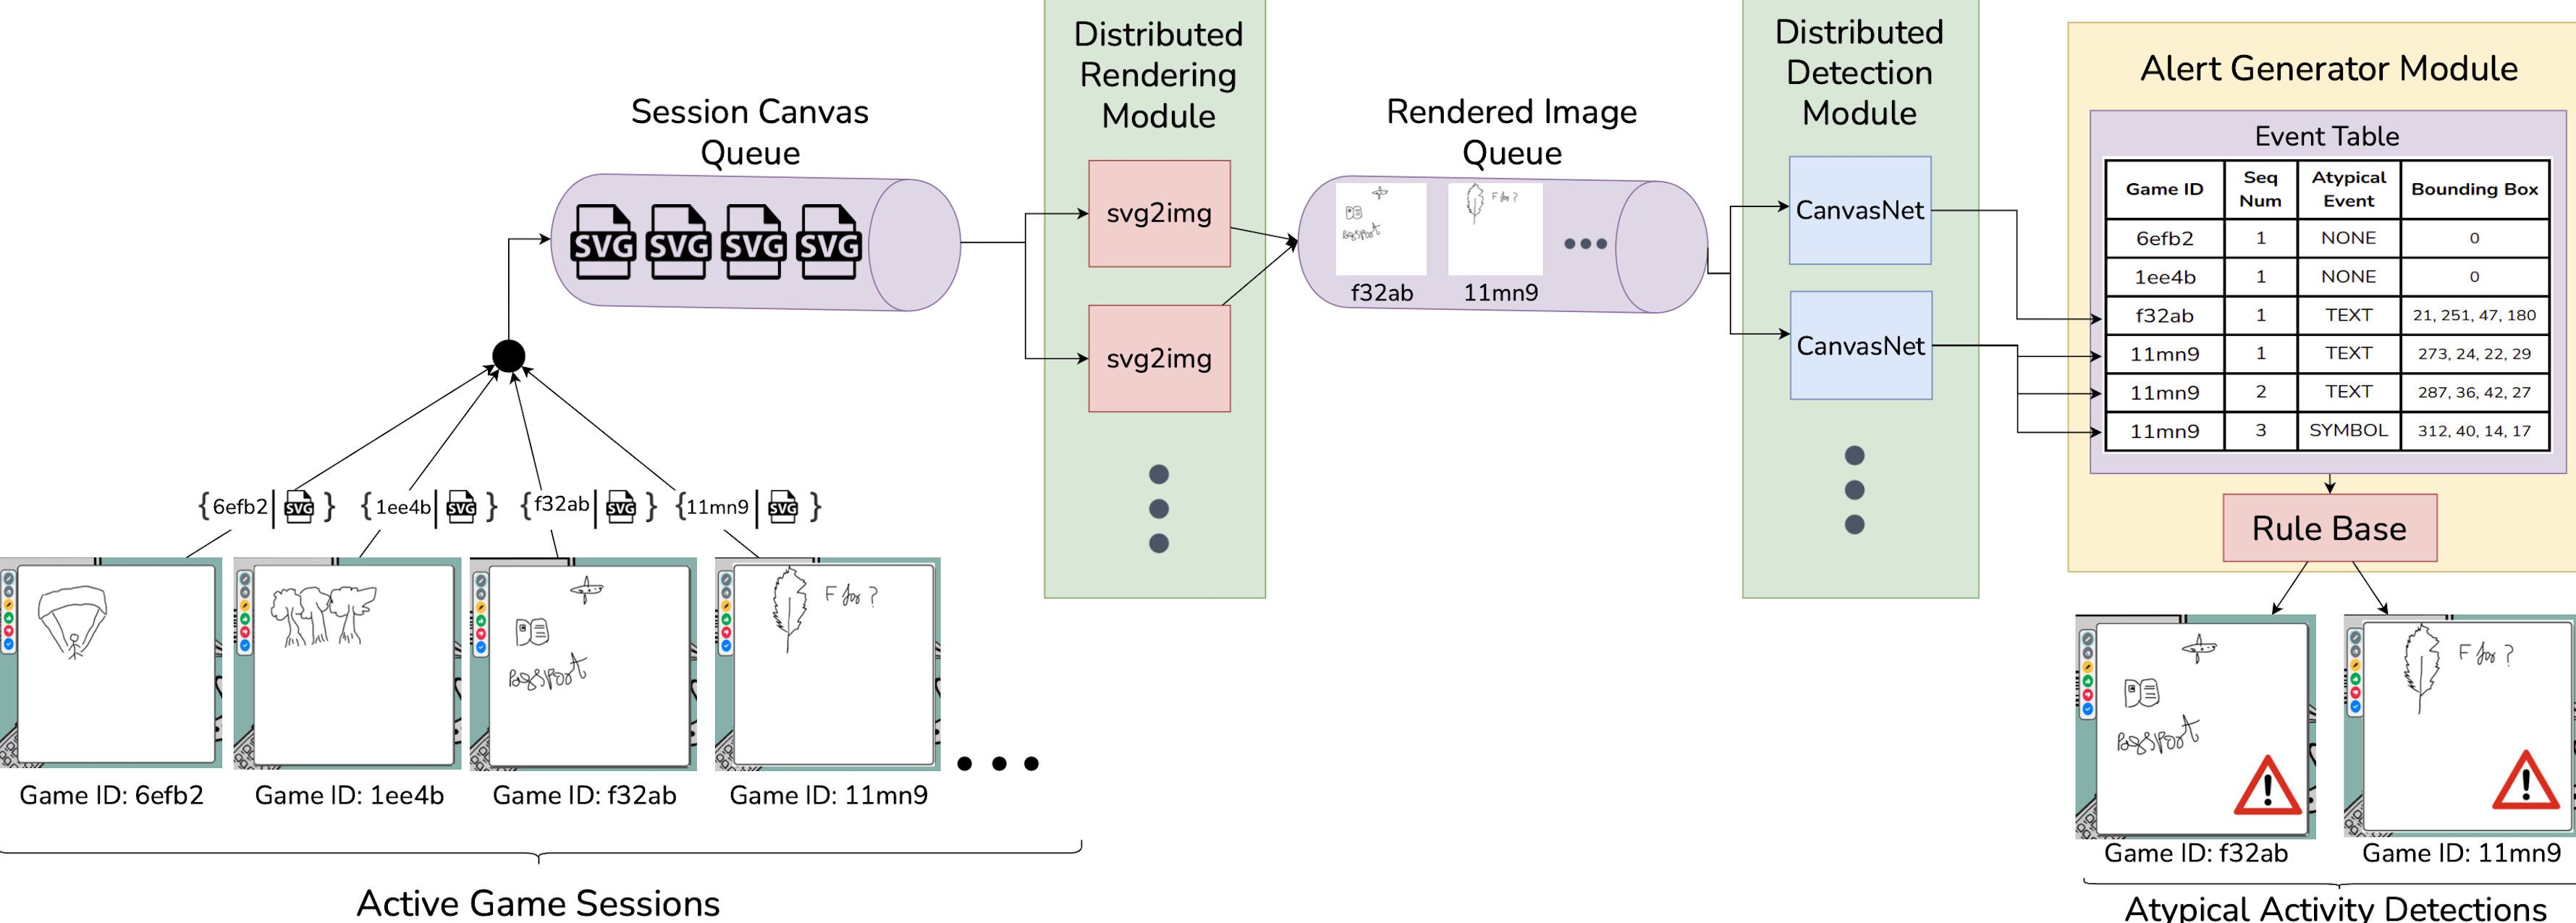 Session Canvas
Queue
SVG SVG SVG SVG
Distributed
Rendering
Module
svg2img
svg2img
Rendered Image
Queue
PassPort
F for ?
f32ab 11mn9
Distributed
Detection
Module
CanvasNet
CanvasNet
Alert Generator Module
Event Table
Game ID Seq Num Atypical Event Bounding Box
6efb2 1 NONE 0
1ee4b 1 NONE 0
f32ab 1 TEXT 21, 251, 47, 180
11mn9 1 TEXT 273, 24, 22, 29
11mn9 2 TEXT 287, 36, 42, 27
11mn9 3 SYMBOL 312, 40, 14, 17
Rule Base
{6efb2| SVG } {1ee4b| SVG } {f32ab| SVG } {11mn9| SVG }
PassPort
F for ?
Game ID: 6efb2 Game ID: 1ee4b Game ID: f32ab Game ID: 11mn9
Active Game Sessions
PassPort
F for ?
Game ID: f32ab Game ID: 11mn9
Atypical Activity Detections